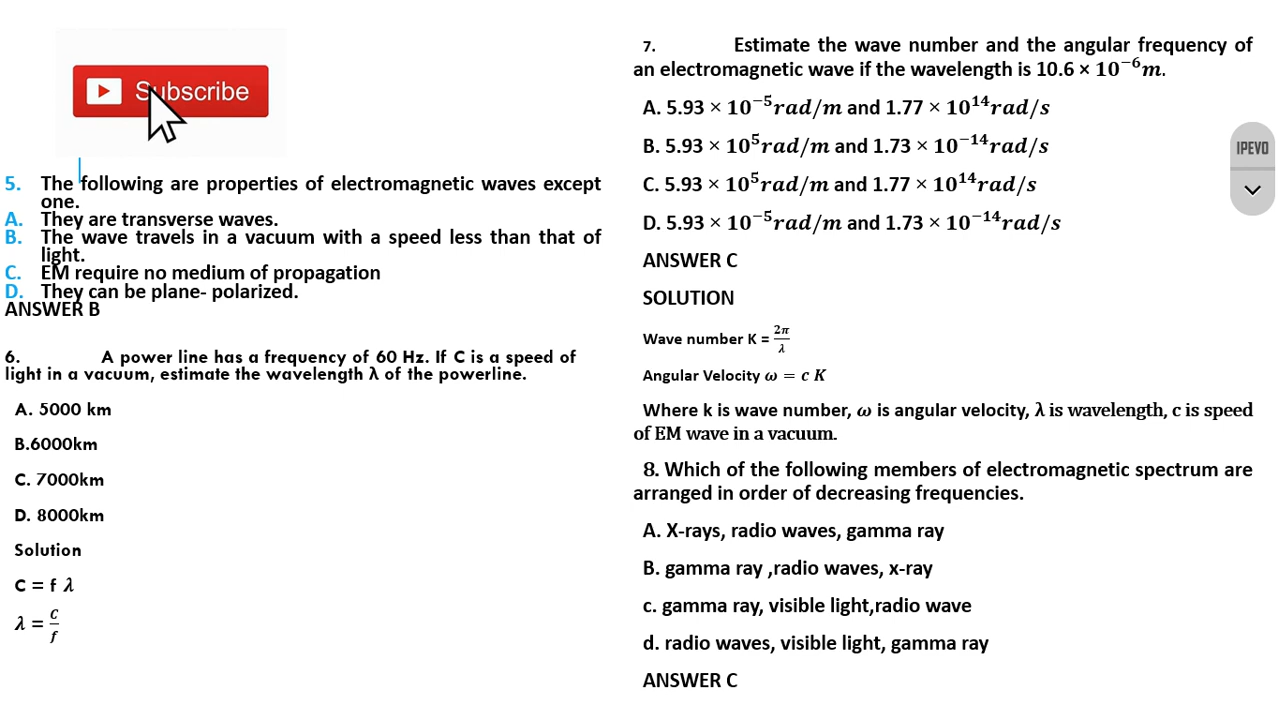 Subscribe
5. The following are properties of electromagnetic waves except
one.
A. They are transverse waves.
B. The wave travels in a vacuum with a speed less than that of
light.
C. EM require no medium of propagation
D. They can be plane- polarized.
ANSWER B
6. A power line has a frequency of 60 Hz. If C is a speed of
light in a vacuum, estimate the wavelength λ of the powerline.
A. 5000 km
B.6000km
C. 7000km
D. 8000km
Solution
C = f λ
λ = C/f
7. Estimate the wave number and the angular frequency of
an electromagnetic wave if the wavelength is 10.6 × 10⁻⁶m.
A. 5.93 × 10⁻⁵rad/m and 1.77 × 10¹⁴rad/s
B. 5.93 × 10⁵rad/m and 1.73 × 10⁻¹⁴rad/s
C. 5.93 × 10⁵rad/m and 1.77 × 10¹⁴rad/s
D. 5.93 × 10⁻⁵rad/m and 1.73 × 10⁻¹⁴rad/s
ANSWER C
SOLUTION
Wave number K = 2π/λ
Angular Velocity ω = c K
Where k is wave number, ω is angular velocity, λ is wavelength, c is speed
of EM wave in a vacuum.
8. Which of the following members of electromagnetic spectrum are
arranged in order of decreasing frequencies.
A. X-rays, radio waves, gamma ray
B. gamma ray ,radio waves, x-ray
c. gamma ray, visible light,radio wave
d. radio waves, visible light, gamma ray
ANSWER C
IPEVO